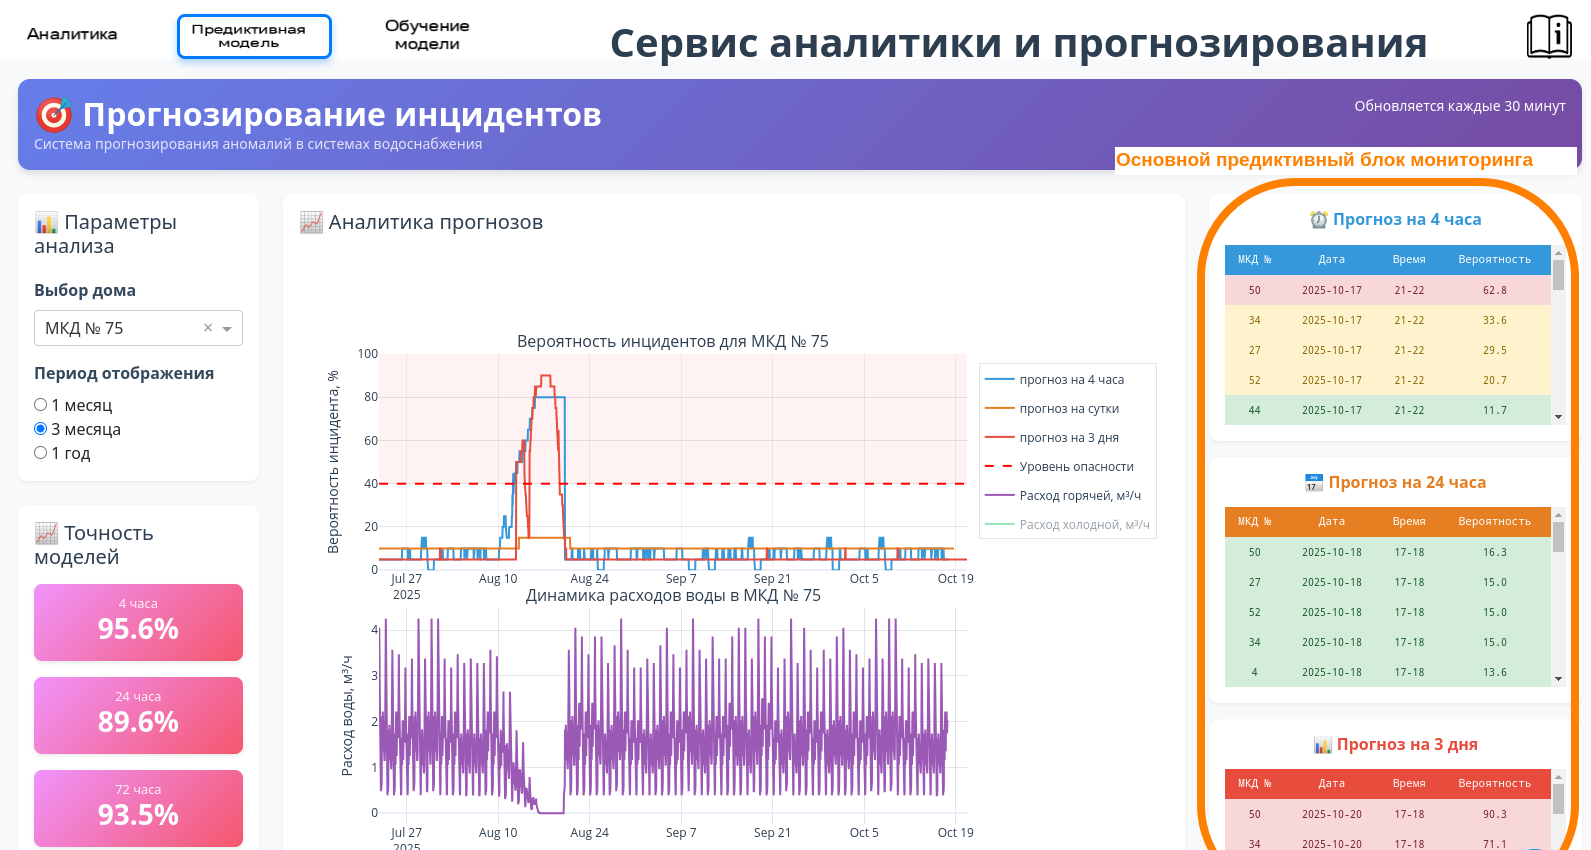 Аналитика
Предиктивная
модель
Обучение
модели
Сервис аналитики и прогнозирования
Прогнозирование инцидентов
Система прогнозирования аномалий в системах водоснабжения
Обновляется каждые 30 минут
Основной предиктивный блок мониторинга
Параметры
анализа
Выбор дома
МКД № 75
Период отображения
1 месяц
3 месяца
1 год
Точность
моделей
4 часа
95.6%
24 часа
89.6%
72 часа
93.5%
Аналитика прогнозов
Вероятность инцидентов для МКД № 75
Вероятность инцидента, %
100
80
60
40
20
0
Jul 27
2025
Aug 10
Aug 24
Sep 7
Sep 21
Oct 5
Oct 19
прогноз на 4 часа
прогноз на сутки
прогноз на 3 дня
Уровень опасности
Расход горячей, м³/ч
Расход холодной, м³/ч
Динамика расходов воды в МКД № 75
Расход воды, м³/ч
4
3
2
1
0
Jul 27
2025
Aug 10
Aug 24
Sep 7
Sep 21
Oct 5
Oct 19
Прогноз на 4 часа
МКД № Дата Время Вероятность
50 2025-10-17 21-22 62.8
34 2025-10-17 21-22 33.6
27 2025-10-17 21-22 29.5
52 2025-10-17 21-22 20.7
44 2025-10-17 21-22 11.7
Прогноз на 24 часа
МКД № Дата Время Вероятность
50 2025-10-18 17-18 16.3
27 2025-10-18 17-18 15.0
52 2025-10-18 17-18 15.0
34 2025-10-18 17-18 15.0
4 2025-10-18 17-18 13.6
Прогноз на 3 дня
МКД № Дата Время Вероятность
50 2025-10-20 17-18 90.3
34 2025-10-20 17-18 71.1